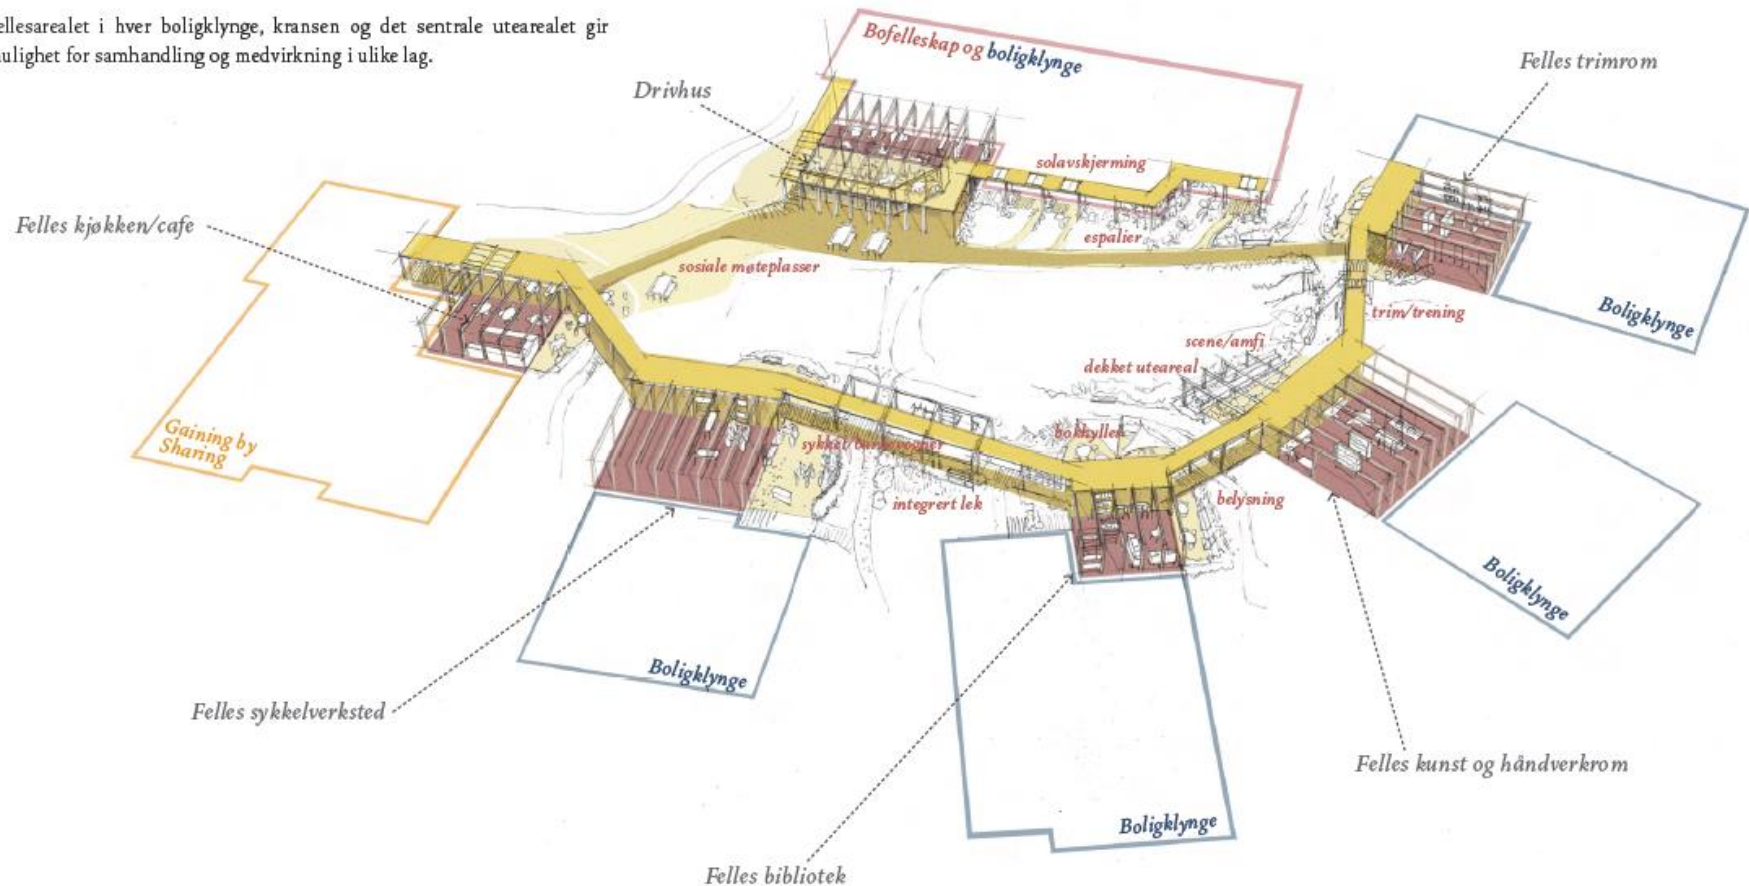 ellesarealet i hver boligklynge, kransen og det sentrale utearealet gir
ulighet for samhandling og medvirkning i ulike lag.
Bofelleskap og boligklynge
Felles trimrom
Drivhus
solavskjerming
Felles kjøkken/cafe
espalier
sosiale møteplasser
Boligklynge
trim/trening
scene/amfi
dekket uteareal
Gaining by
Sharing
bokhyller
sykkel/barnevogner
integrert lek
belysning
Boligklynge
Boligklynge
Felles sykkelverksted
Felles kunst og håndverkrom
Boligklynge
Felles bibliotek